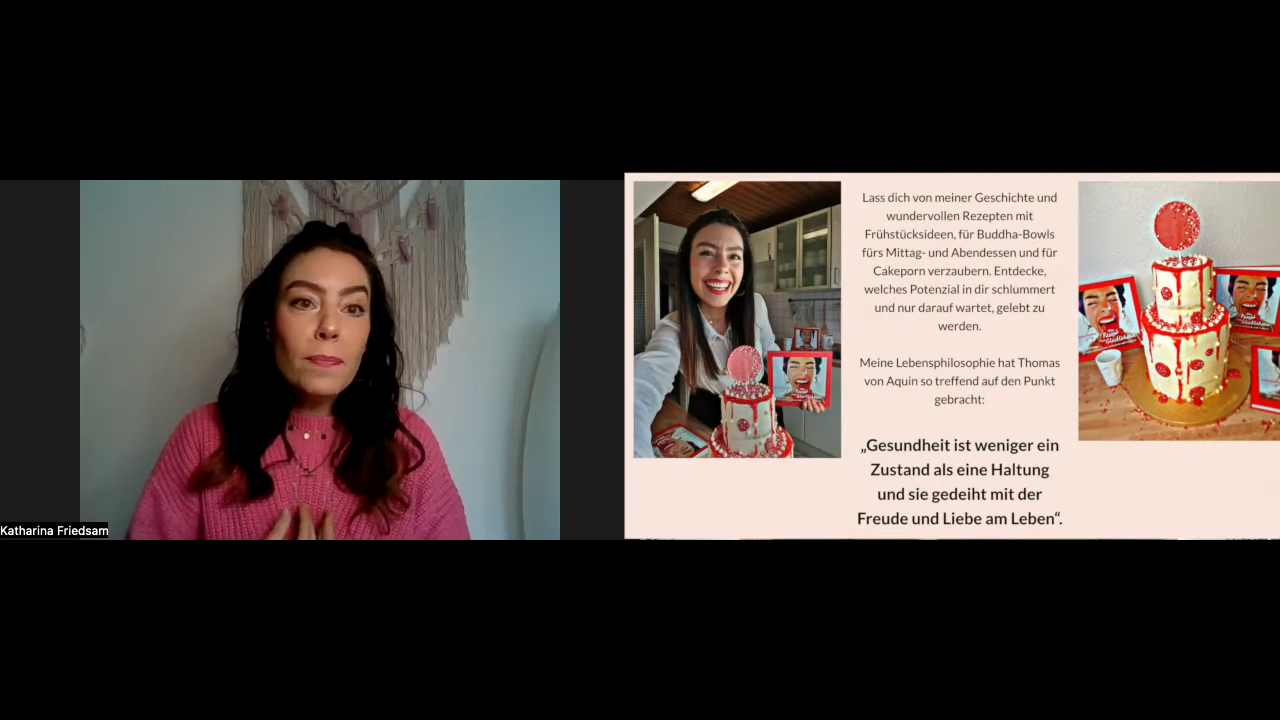 Katharina Friedsam
Lass dich von meiner Geschichte und
wundervollen Rezepten mit
Frühstücksideen, für Buddha-Bowls
fürs Mittag- und Abendessen und für
Cakeporn verzaubern. Entdecke,
welches Potenzial in dir schlummert
und nur darauf wartet, gelebt zu
werden.
Meine Lebensphilosophie hat Thomas
von Aquin so treffend auf den Punkt
gebracht:
„Gesundheit ist weniger ein
Zustand als eine Haltung
und sie gedeiht mit der
Freude und Liebe am Leben“.